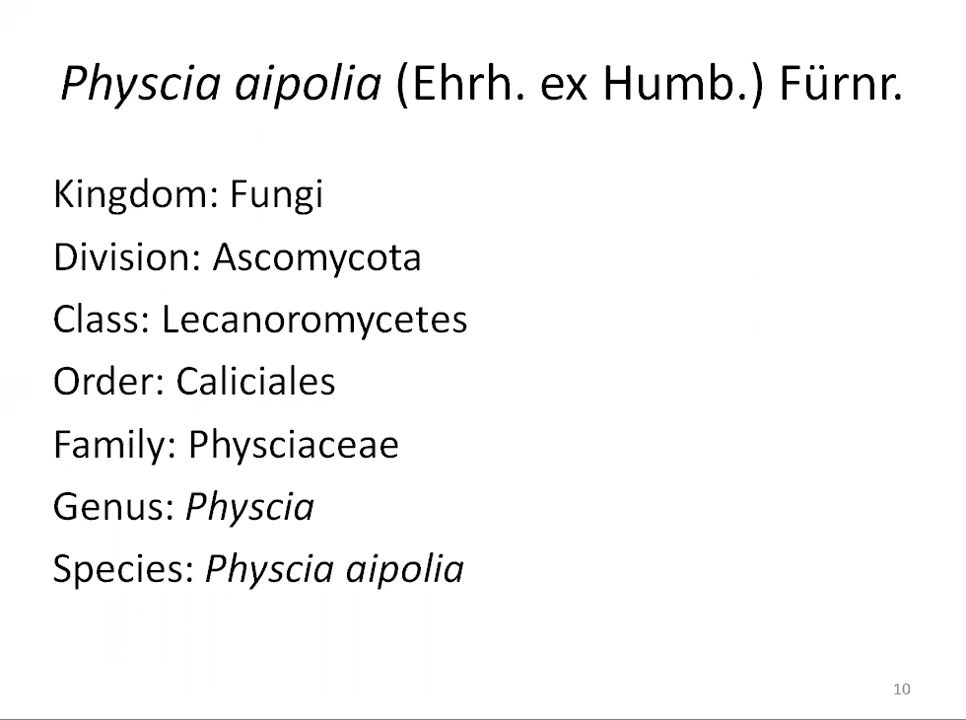 Physcia aipolia (Ehrh. ex Humb.) Fürnr.
Kingdom: Fungi
Division: Ascomycota
Class: Lecanoromycetes
Order: Caliciales
Family: Physciaceae
Genus: Physcia
Species: Physcia aipolia
10